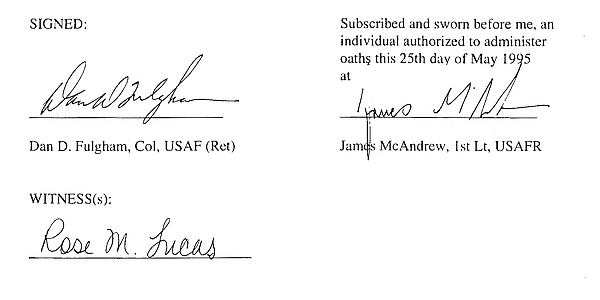 SIGNED:
Dan D Fulgham
Dan D. Fulgham, Col, USAF (Ret)
WITNESS(s):
Rose M. Lucas
Subscribed and sworn before me, an
individual authorized to administer
oaths this 25th day of May 1995
at
James McAndrew
James McAndrew, 1st Lt, USAFR